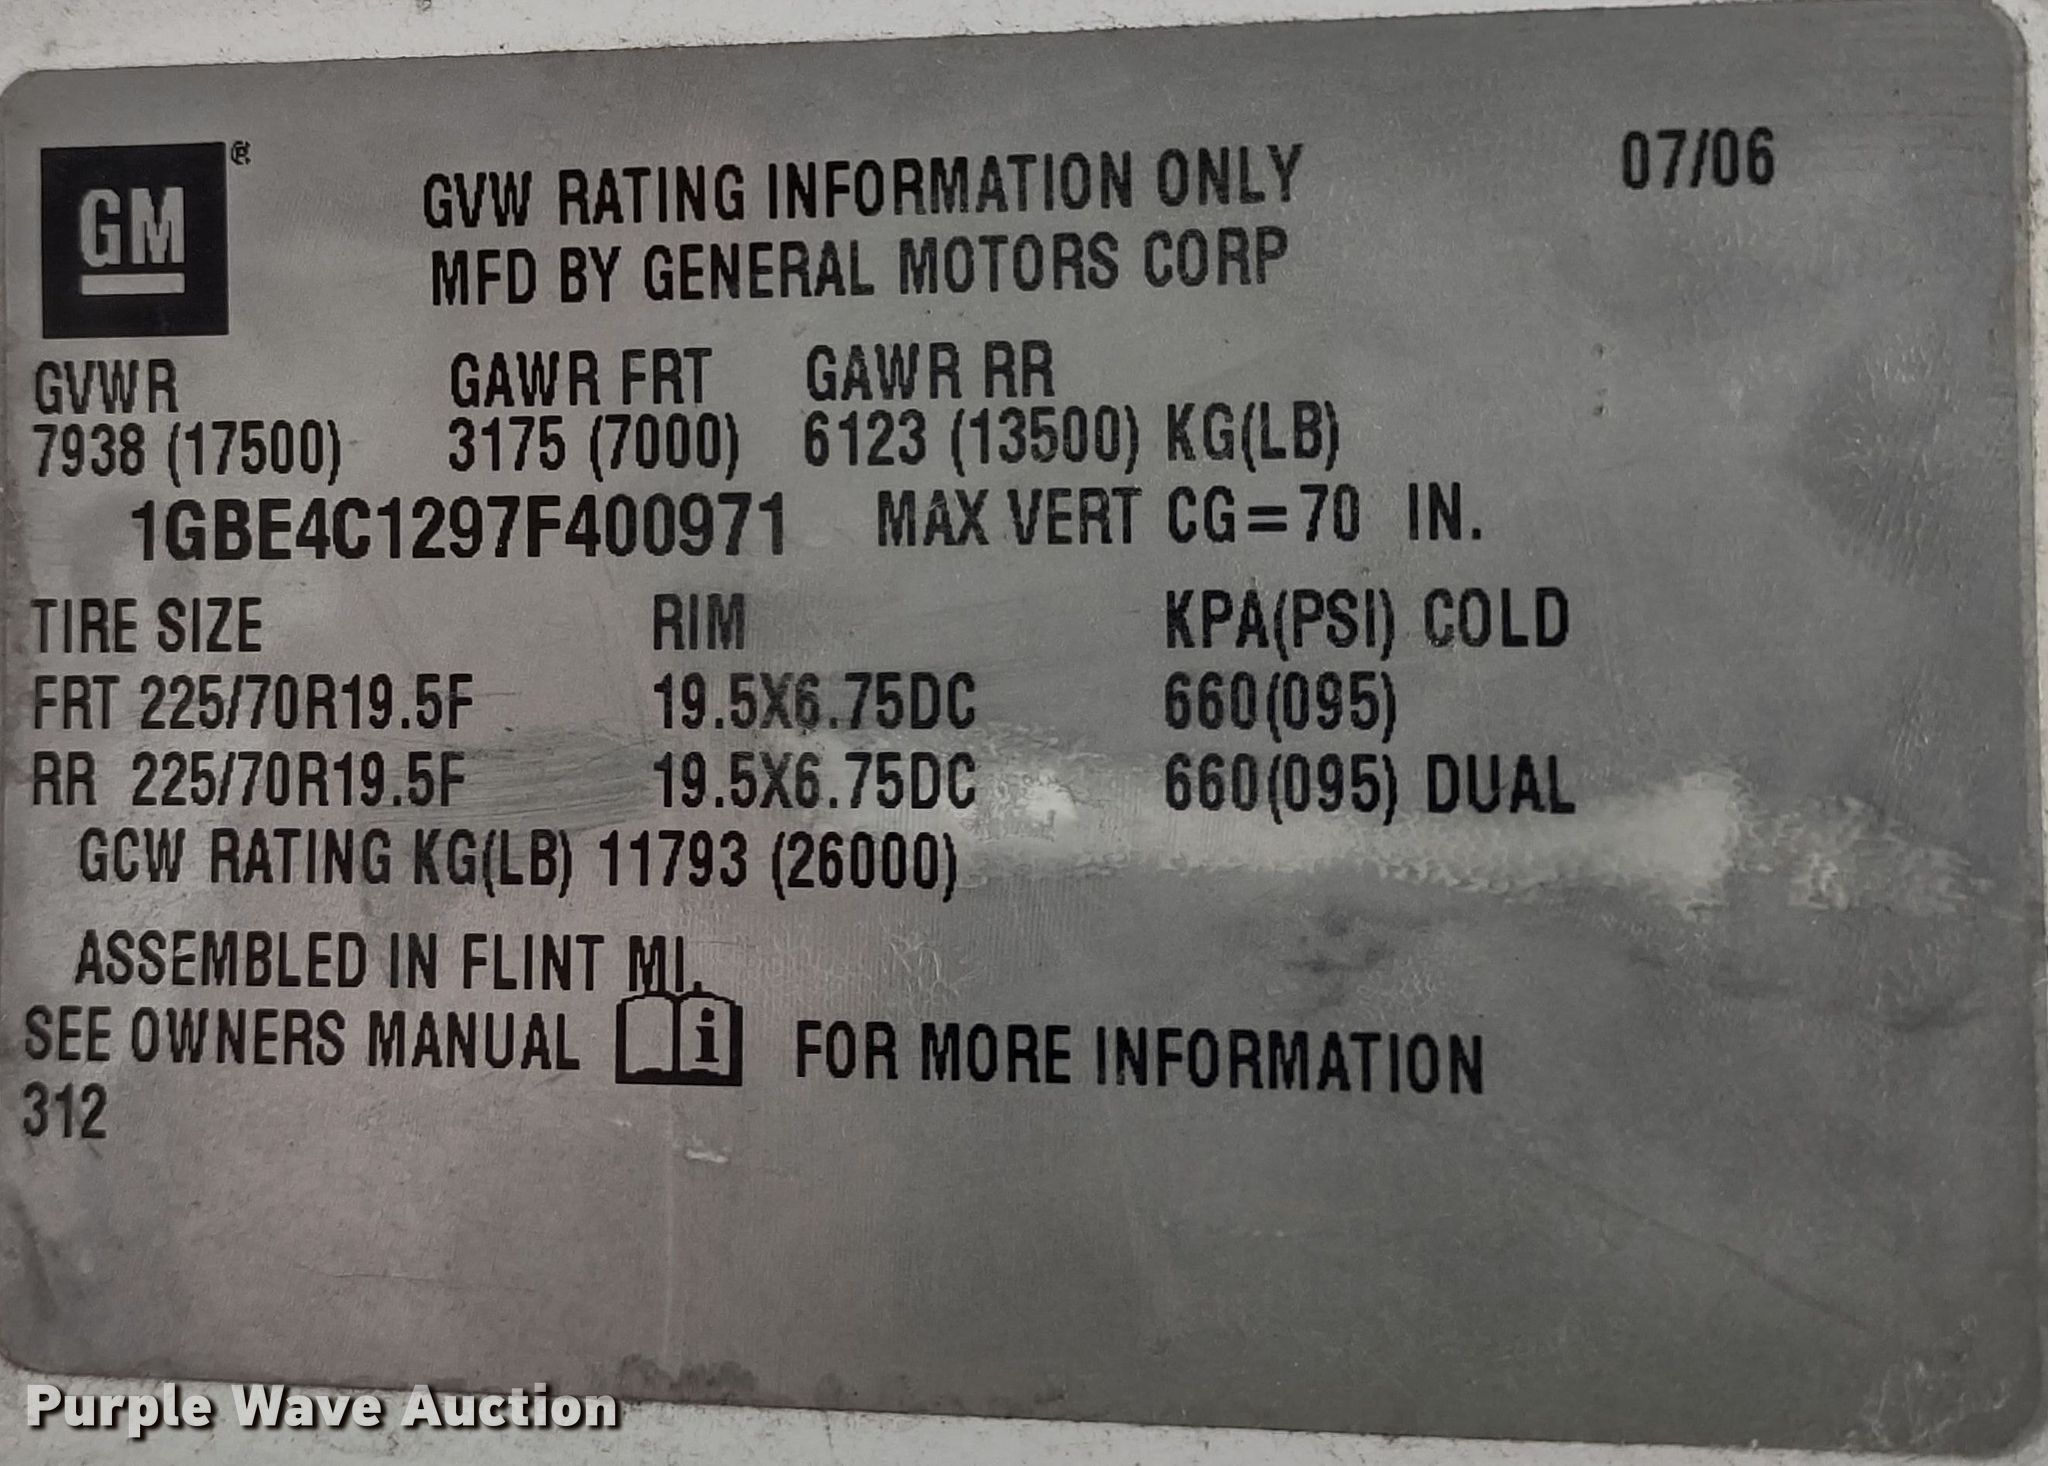 GM®
GVW RATING INFORMATION ONLY 07/06
MFD BY GENERAL MOTORS CORP
GVWR GAWR FRT GAWR RR
7938 (17500) 3175 (7000) 6123 (13500) KG(LB)
1GBE4C1297F400971 MAX VERT CG=70 IN.
TIRE SIZE RIM KPA(PSI) COLD
FRT 225/70R19.5F 19.5X6.75DC 660(095)
RR 225/70R19.5F 19.5X6.75DC 660(095) DUAL
GCW RATING KG(LB) 11793 (26000)
ASSEMBLED IN FLINT MI.
SEE OWNERS MANUAL i FOR MORE INFORMATION
312
Purple Wave Auction